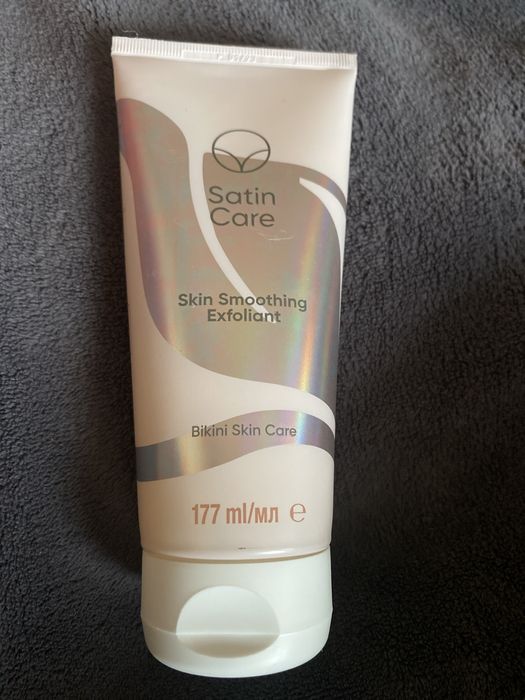 Satin
Care
Skin Smoothing
Exfoliant
Bikini Skin Care
177 ml/мл ℮